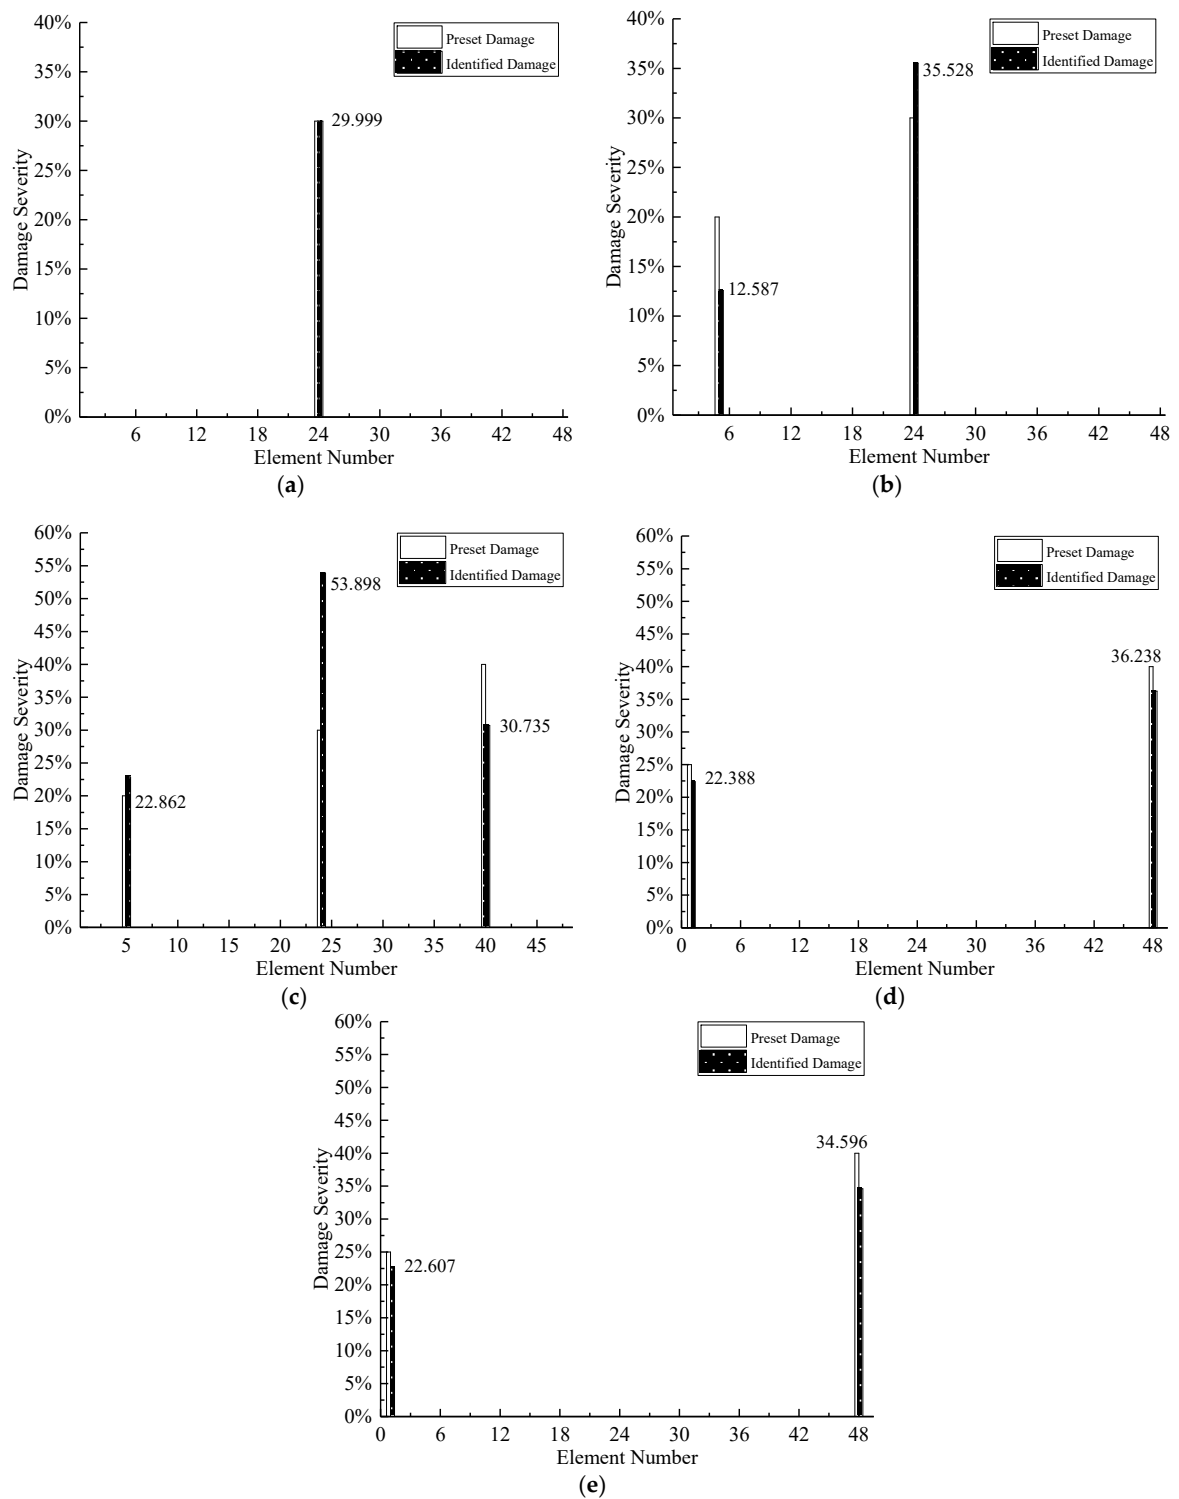 40%
35%
30%
25%
20%
15%
10%
5%
0%
Damage Severity
Preset Damage
Identified Damage
29.999
6 12 18 24 30 36 42 48
Element Number
(a)
40%
35%
30%
25%
20%
15%
10%
5%
0%
Damage Severity
Preset Damage
Identified Damage
35.528
12.587
6 12 18 24 30 36 42 48
Element Number
(b)
60%
55%
50%
45%
40%
35%
30%
25%
20%
15%
10%
5%
0%
Damage Severity
Preset Damage
Identified Damage
53.898
30.735
22.862
5 10 15 20 25 30 35 40 45
Element Number
(c)
60%
55%
50%
45%
40%
35%
30%
25%
20%
15%
10%
5%
0%
Damage Severity
Preset Damage
Identified Damage
36.238
22.388
0 6 12 18 24 30 36 42 48
Element Number
(d)
60%
55%
50%
45%
40%
35%
30%
25%
20%
15%
10%
5%
0%
Damage Severity
Preset Damage
Identified Damage
34.596
22.607
0 6 12 18 24 30 36 42 48
Element Number
(e)